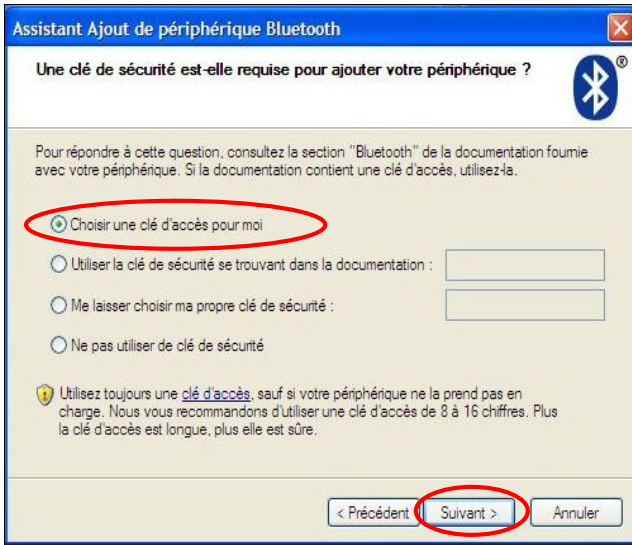 Assistant Ajout de périphérique Bluetooth
Une clé de sécurité est-elle requise pour ajouter votre périphérique ?
®
Pour répondre à cette question, consultez la section "Bluetooth" de la documentation fournie
avec votre périphérique. Si la documentation contient une clé d'accès, utilisez-la.
Choisir une clé d'accès pour moi
Utiliser la clé de sécurité se trouvant dans la documentation :
Me laisser choisir ma propre clé de sécurité :
Ne pas utiliser de clé de sécurité
Utilisez toujours une clé d'accès, sauf si votre périphérique ne la prend pas en
charge. Nous vous recommandons d'utiliser une clé d'accès de 8 à 16 chiffres. Plus
la clé d'accès est longue, plus elle est sûre.
< Précédent Suivant > Annuler